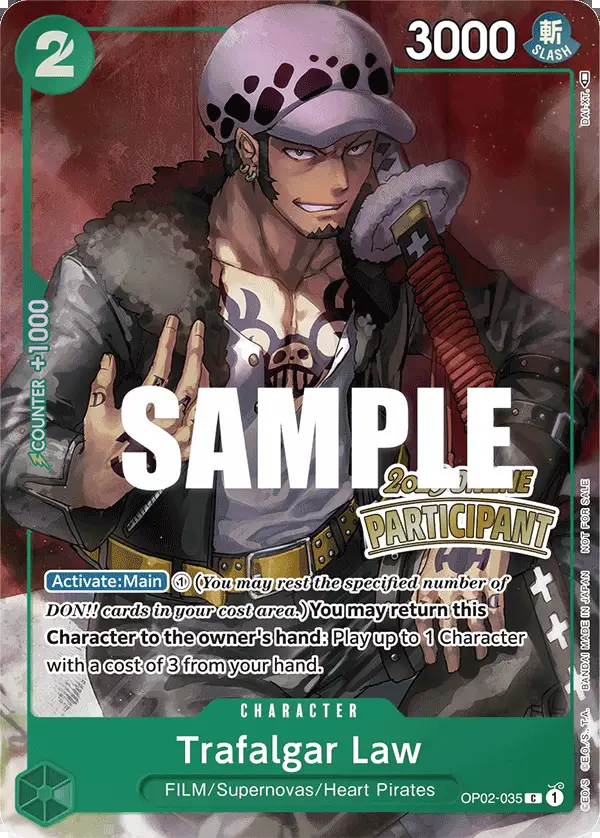 2
3000
斬
SLASH
DAI-XT.
COUNTER +1000
SAMPLE
ONLINE
PARTICIPANT
Activate:Main ① (You may rest the specified number of
DON!! cards in your cost area.) You may return this
Character to the owner's hand: Play up to 1 Character
with a cost of 3 from your hand.
©E.O./S. ©E.O./S.,T.A. BANDAI MADE IN JAPAN NOT FOR SALE
CHARACTER
Trafalgar Law
FILM/Supernovas/Heart Pirates
OP02-035 C 1